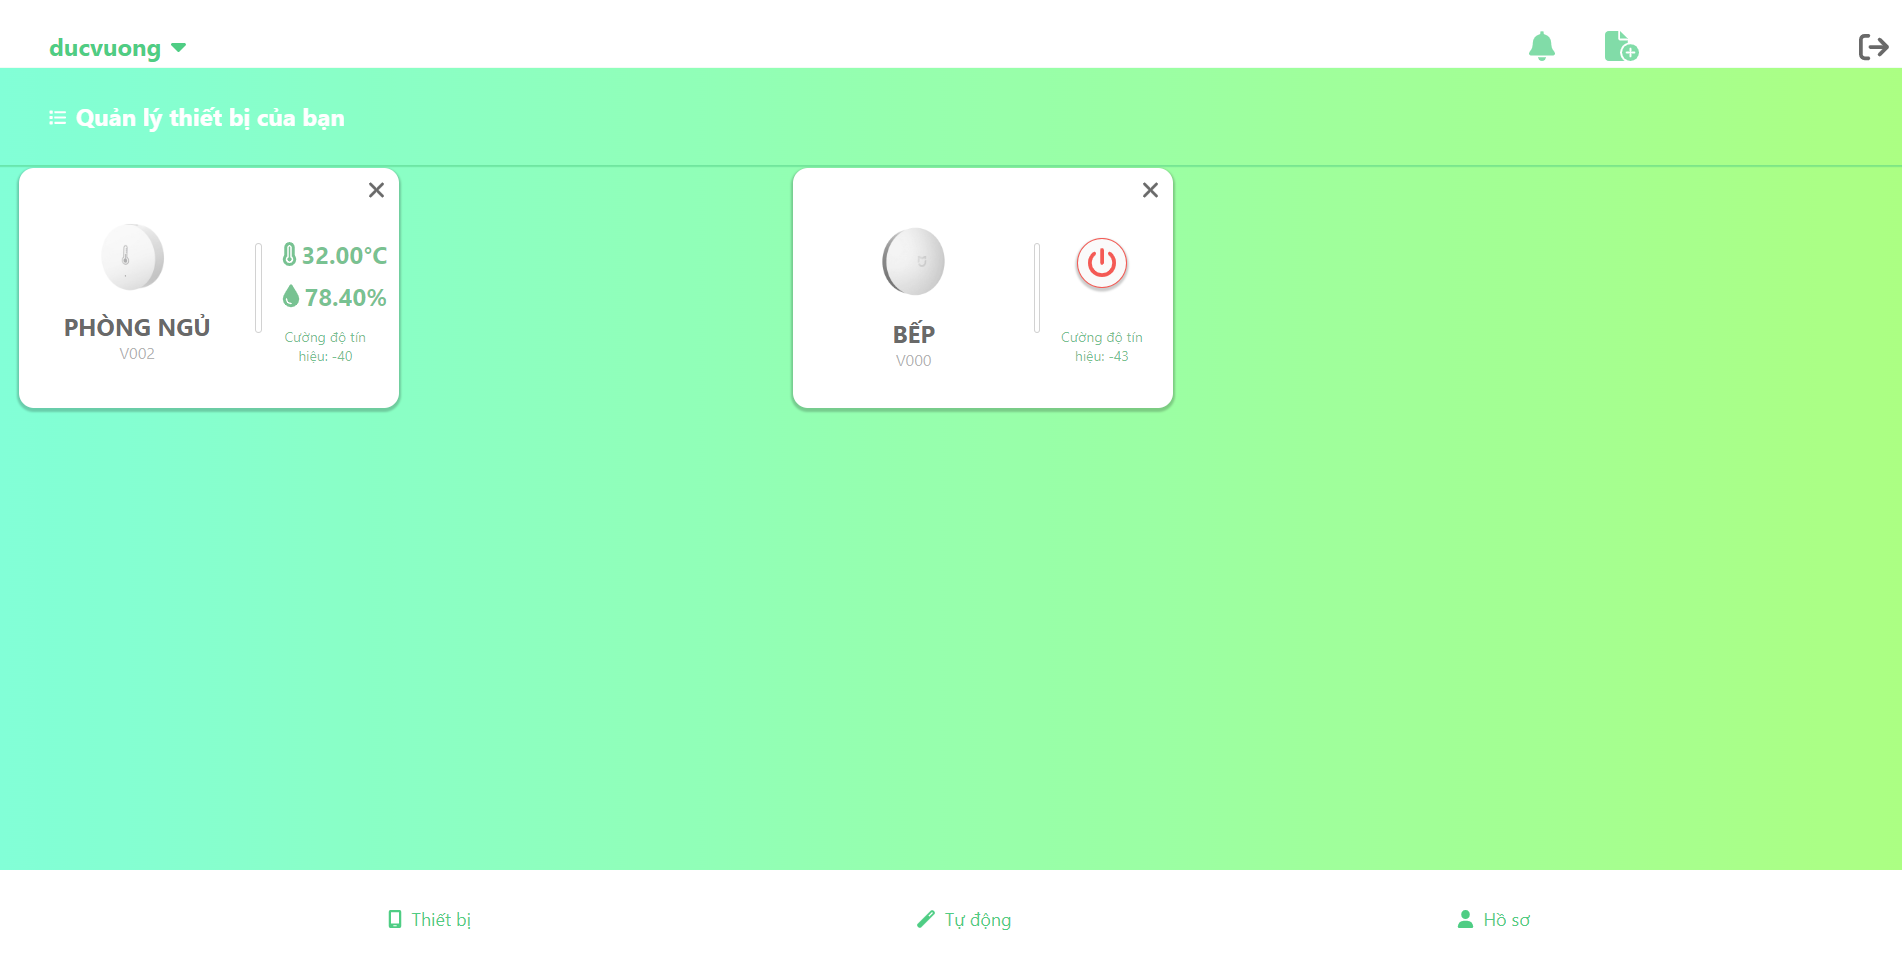 ducvuong
Quản lý thiết bị của bạn
32.00°C
78.40%
PHÒNG NGỦ
V002
Cường độ tín
hiệu: -40
BẾP
V000
Cường độ tín
hiệu: -43
Thiết bị
Tự động
Hồ sơ